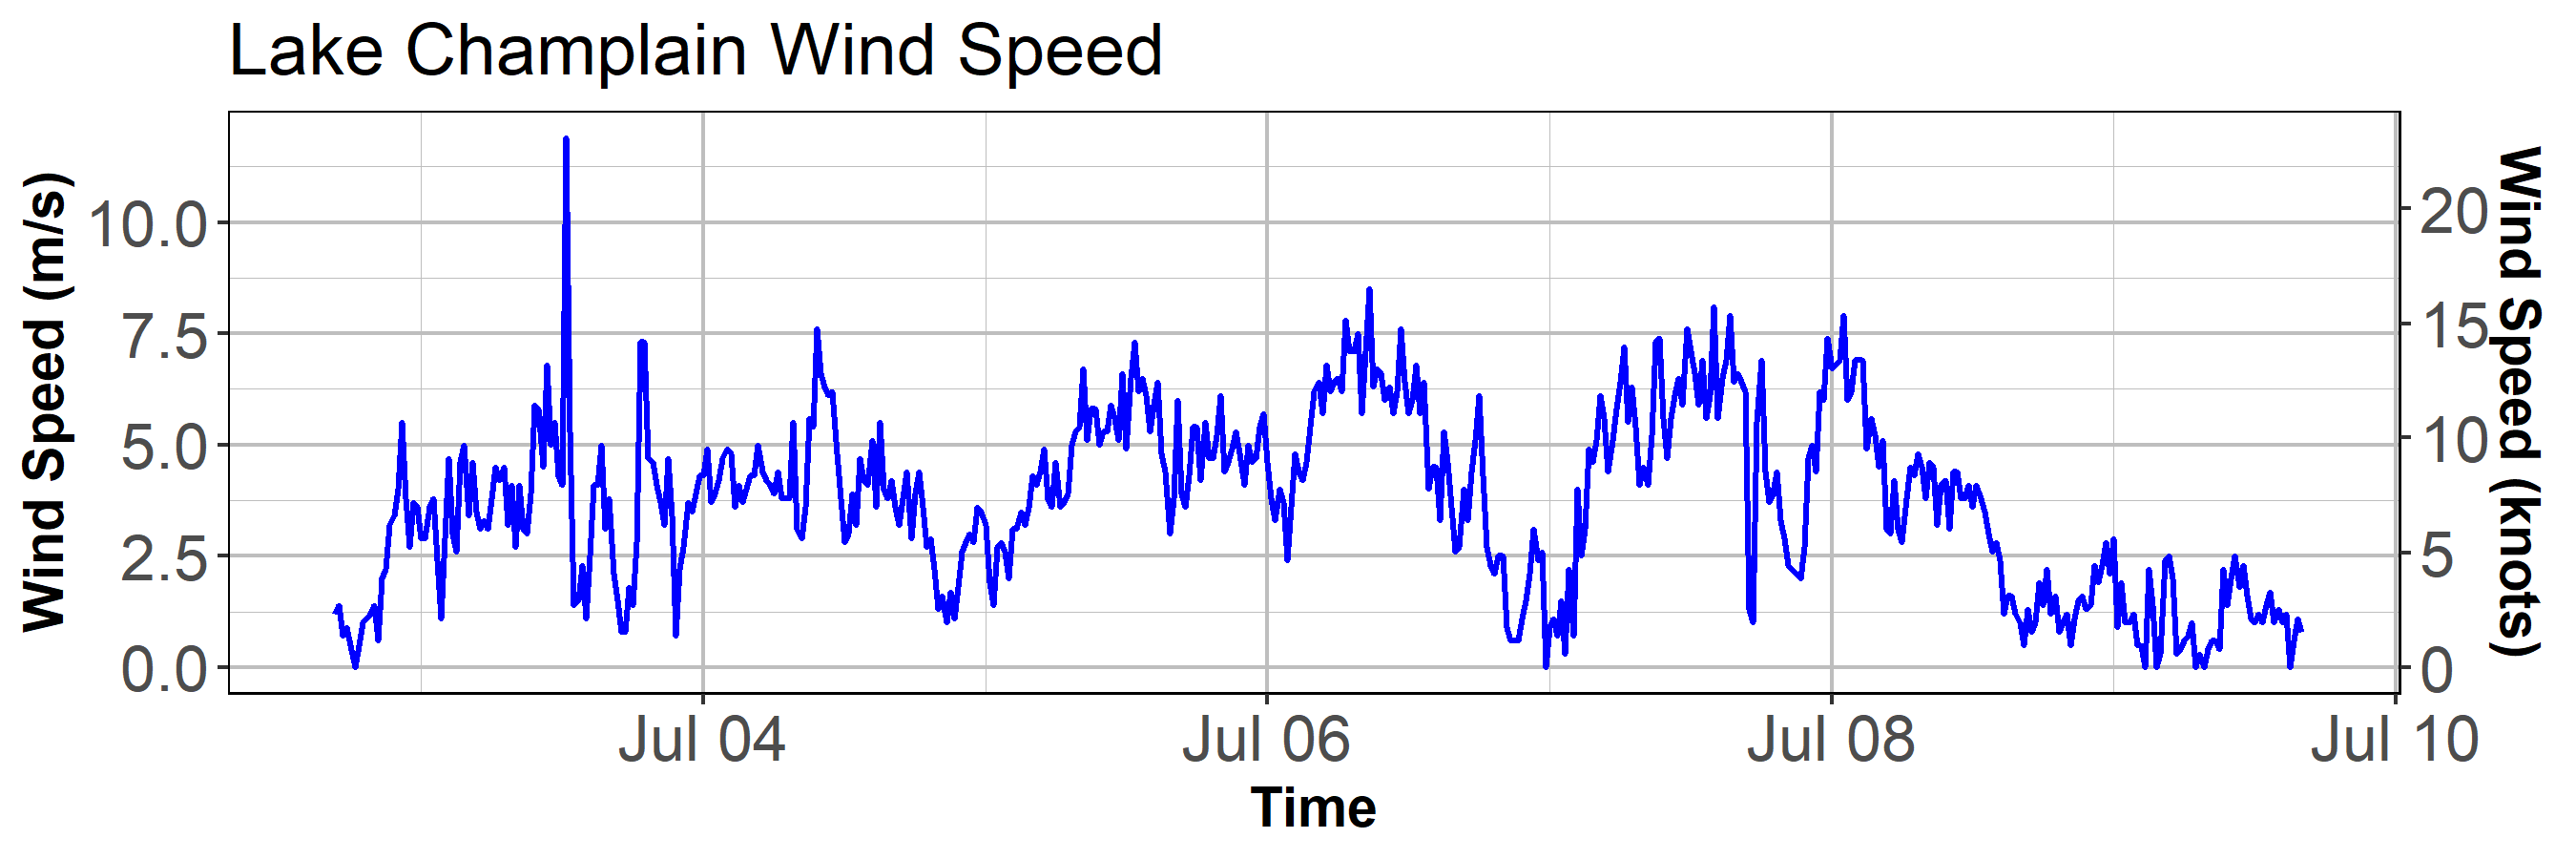 Lake Champlain Wind Speed
Wind Speed (m/s)
10.0
7.5
5.0
2.5
0.0
20
15
10
5
0
Wind Speed (knots)
Jul 04 Jul 06 Jul 08 Jul 10
Time